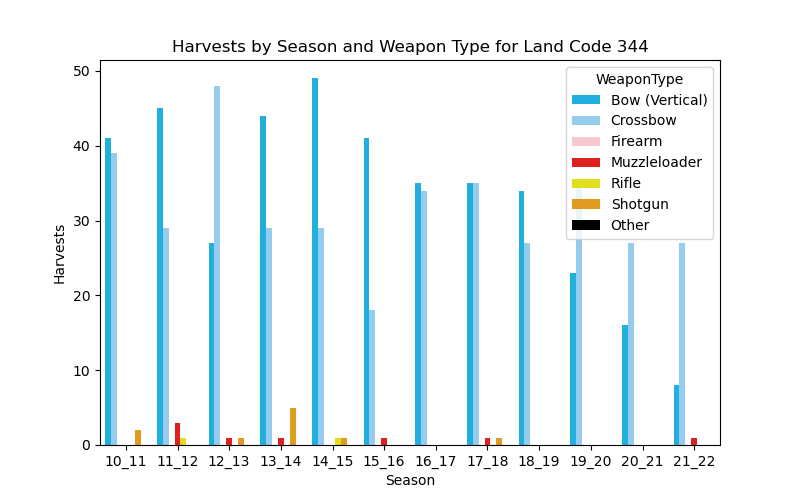 Harvests by Season and Weapon Type for Land Code 344
50
40
30
20
10
0
Harvests
WeaponType
Bow (Vertical)
Crossbow
Firearm
Muzzleloader
Rifle
Shotgun
Other
10_11 11_12 12_13 13_14 14_15 15_16 16_17 17_18 18_19 19_20 20_21 21_22
Season